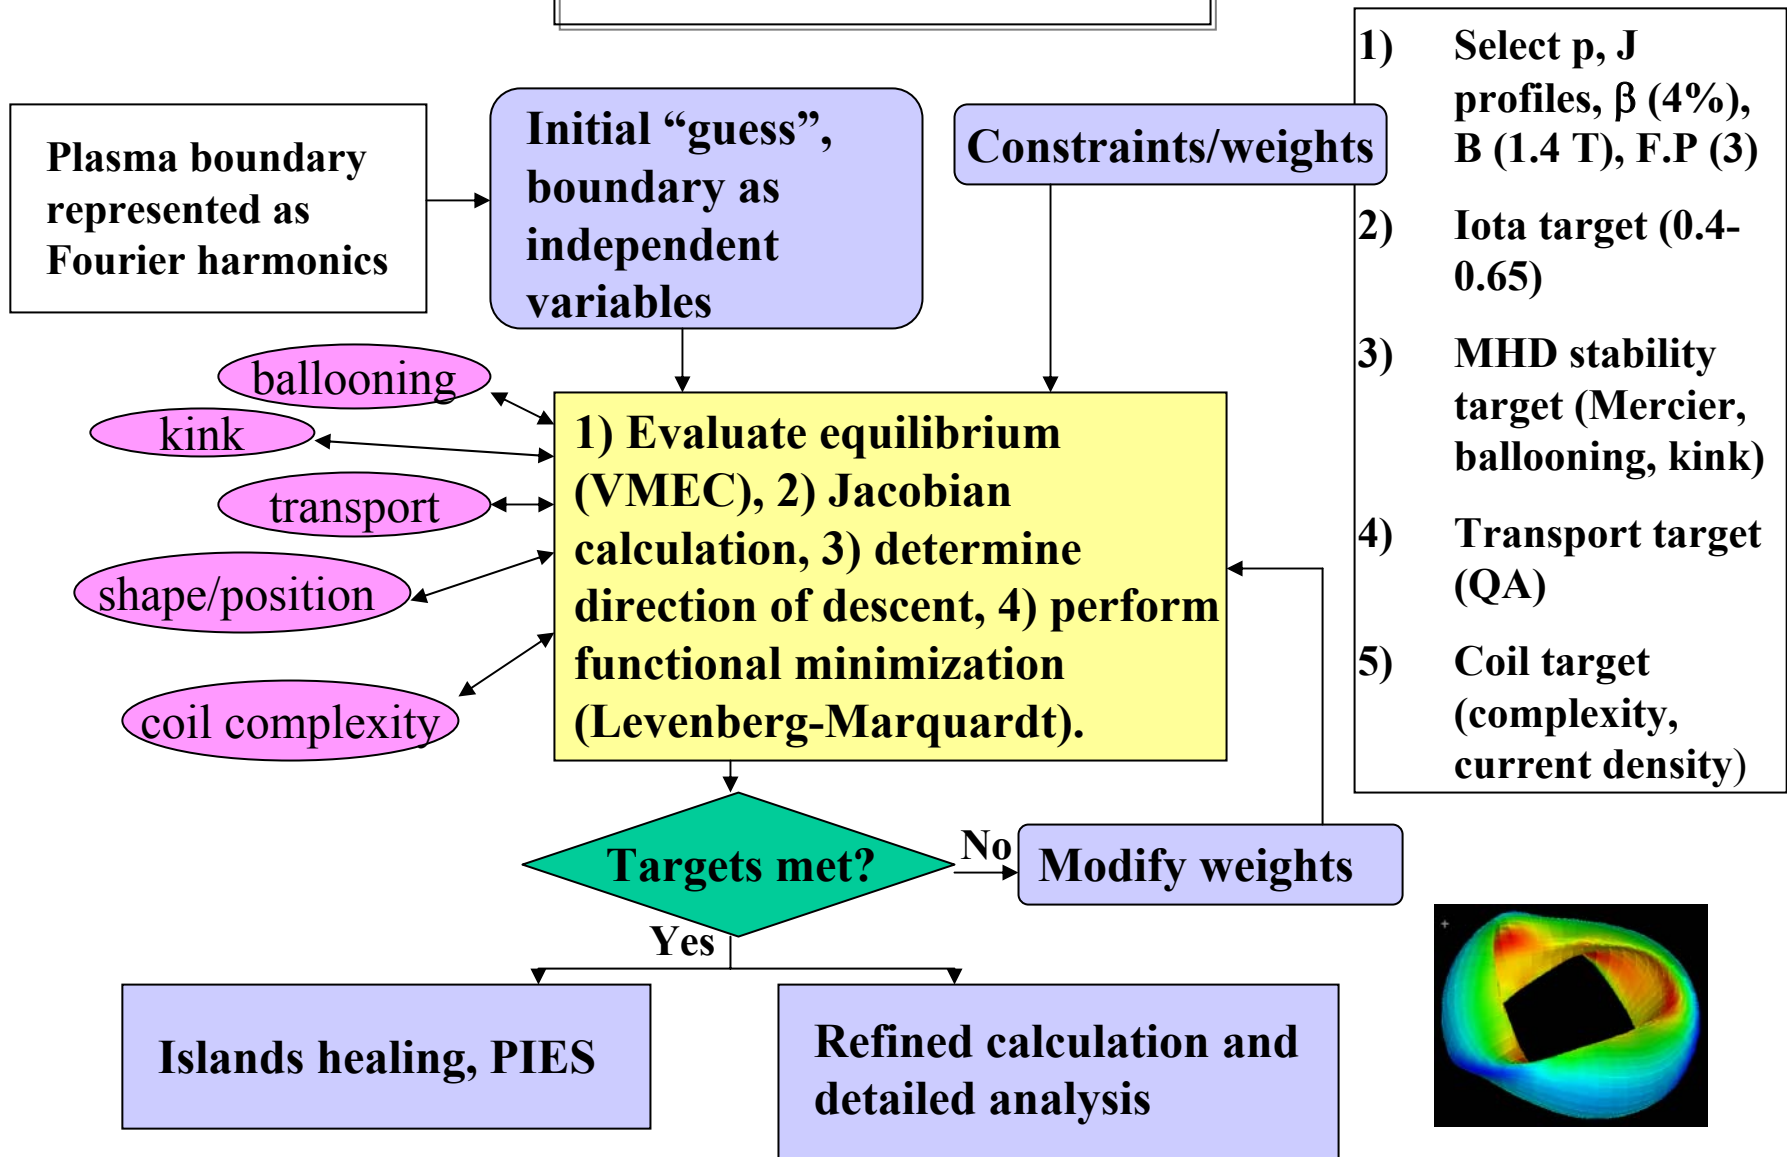 Plasma boundary
represented as
Fourier harmonics
Initial “guess”,
boundary as
independent
variables
Constraints/weights
1) Select p, J
profiles, β (4%),
B (1.4 T), F.P (3)
2) Iota target (0.4-
0.65)
3) MHD stability
target (Mercier,
ballooning, kink)
4) Transport target
(QA)
5) Coil target
(complexity,
current density)
ballooning
kink
transport
shape/position
coil complexity
1) Evaluate equilibrium
(VMEC), 2) Jacobian
calculation, 3) determine
direction of descent, 4) perform
functional minimization
(Levenberg-Marquardt).
Targets met?
No
Modify weights
Yes
Islands healing, PIES
Refined calculation and
detailed analysis